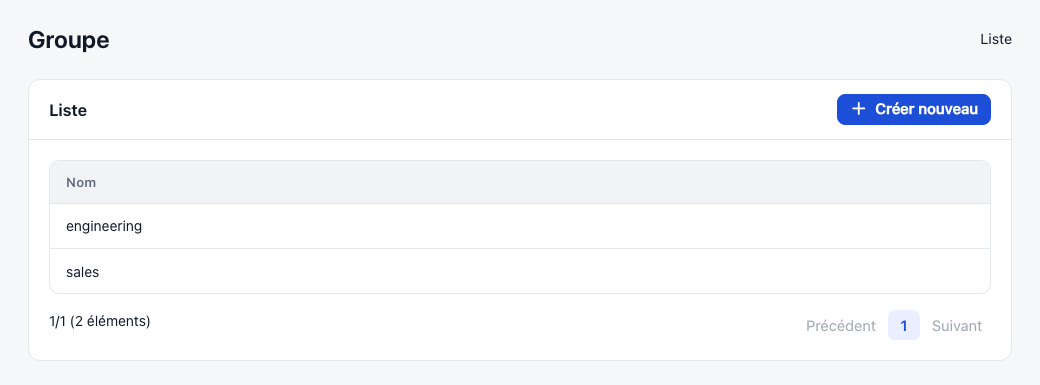 Groupe
Liste
Liste
Créer nouveau
Nom
engineering
sales
1/1 (2 éléments)
Précédent 1 Suivant